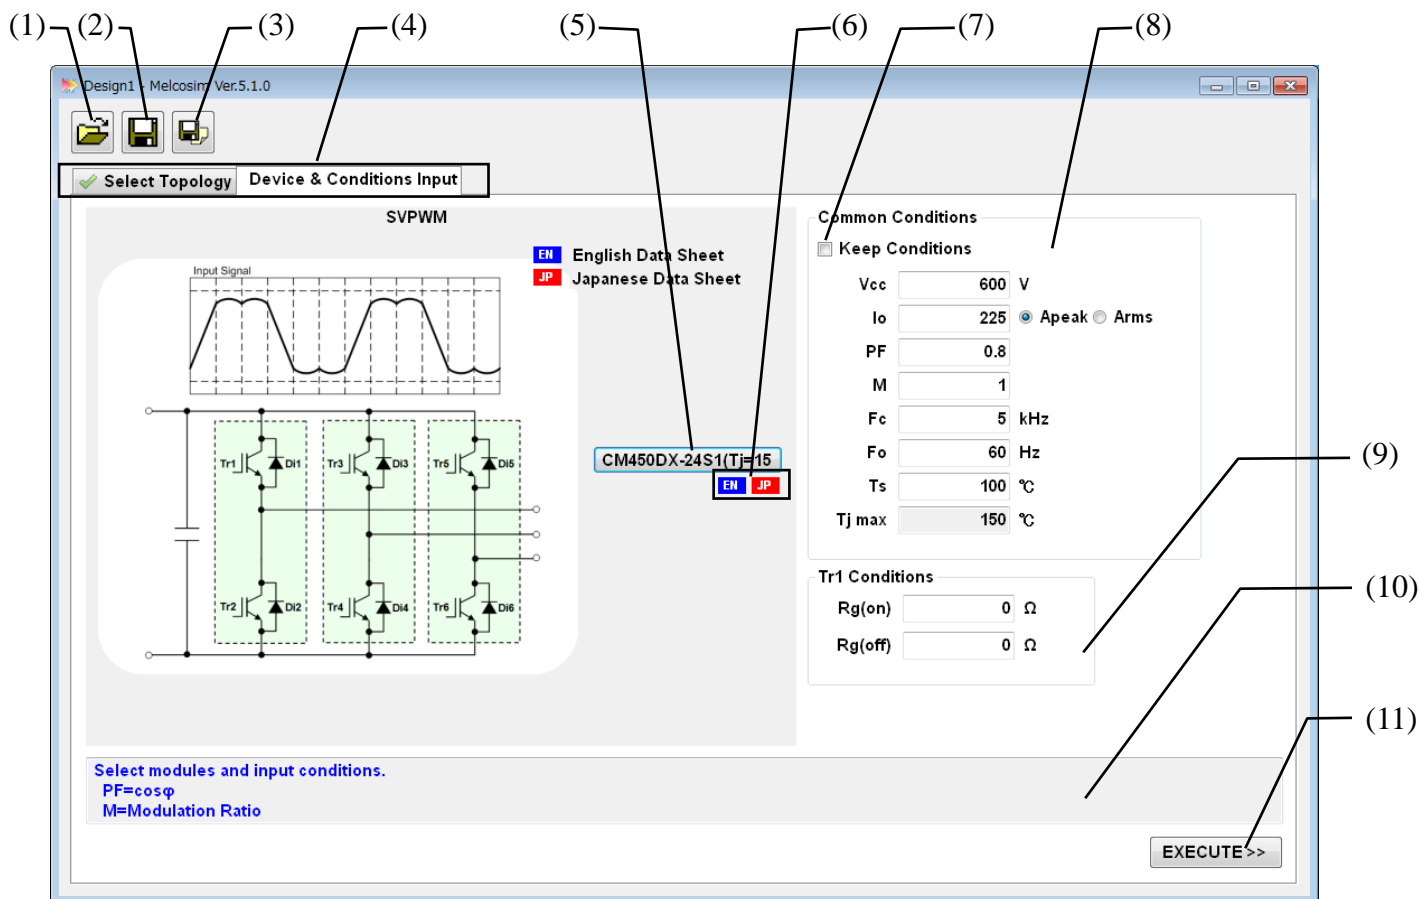 (1) (2) (3) (4) (5) (6) (7) (8)
Design1 - Melcosim Ver.5.1.0
Select Topology Device & Conditions Input
SVPWM
EN English Data Sheet
JP Japanese Data Sheet
Input Signal
Tr1 Di1 Tr3 Di3 Tr5 Di5
Tr2 Di2 Tr4 Di4 Tr6 Di6
CM450DX-24S1(Tj=15
EN JP
Common Conditions
Keep Conditions
Vcc 600 V
Io 225 Apeak Arms
PF 0.8
M 1
Fc 5 kHz
Fo 60 Hz
Ts 100 ℃
Tj max 150 ℃
(9)
Tr1 Conditions
Rg(on) 0 Ω
Rg(off) 0 Ω
(10)
(11)
Select modules and input conditions.
PF=cosφ
M=Modulation Ratio
EXECUTE>>